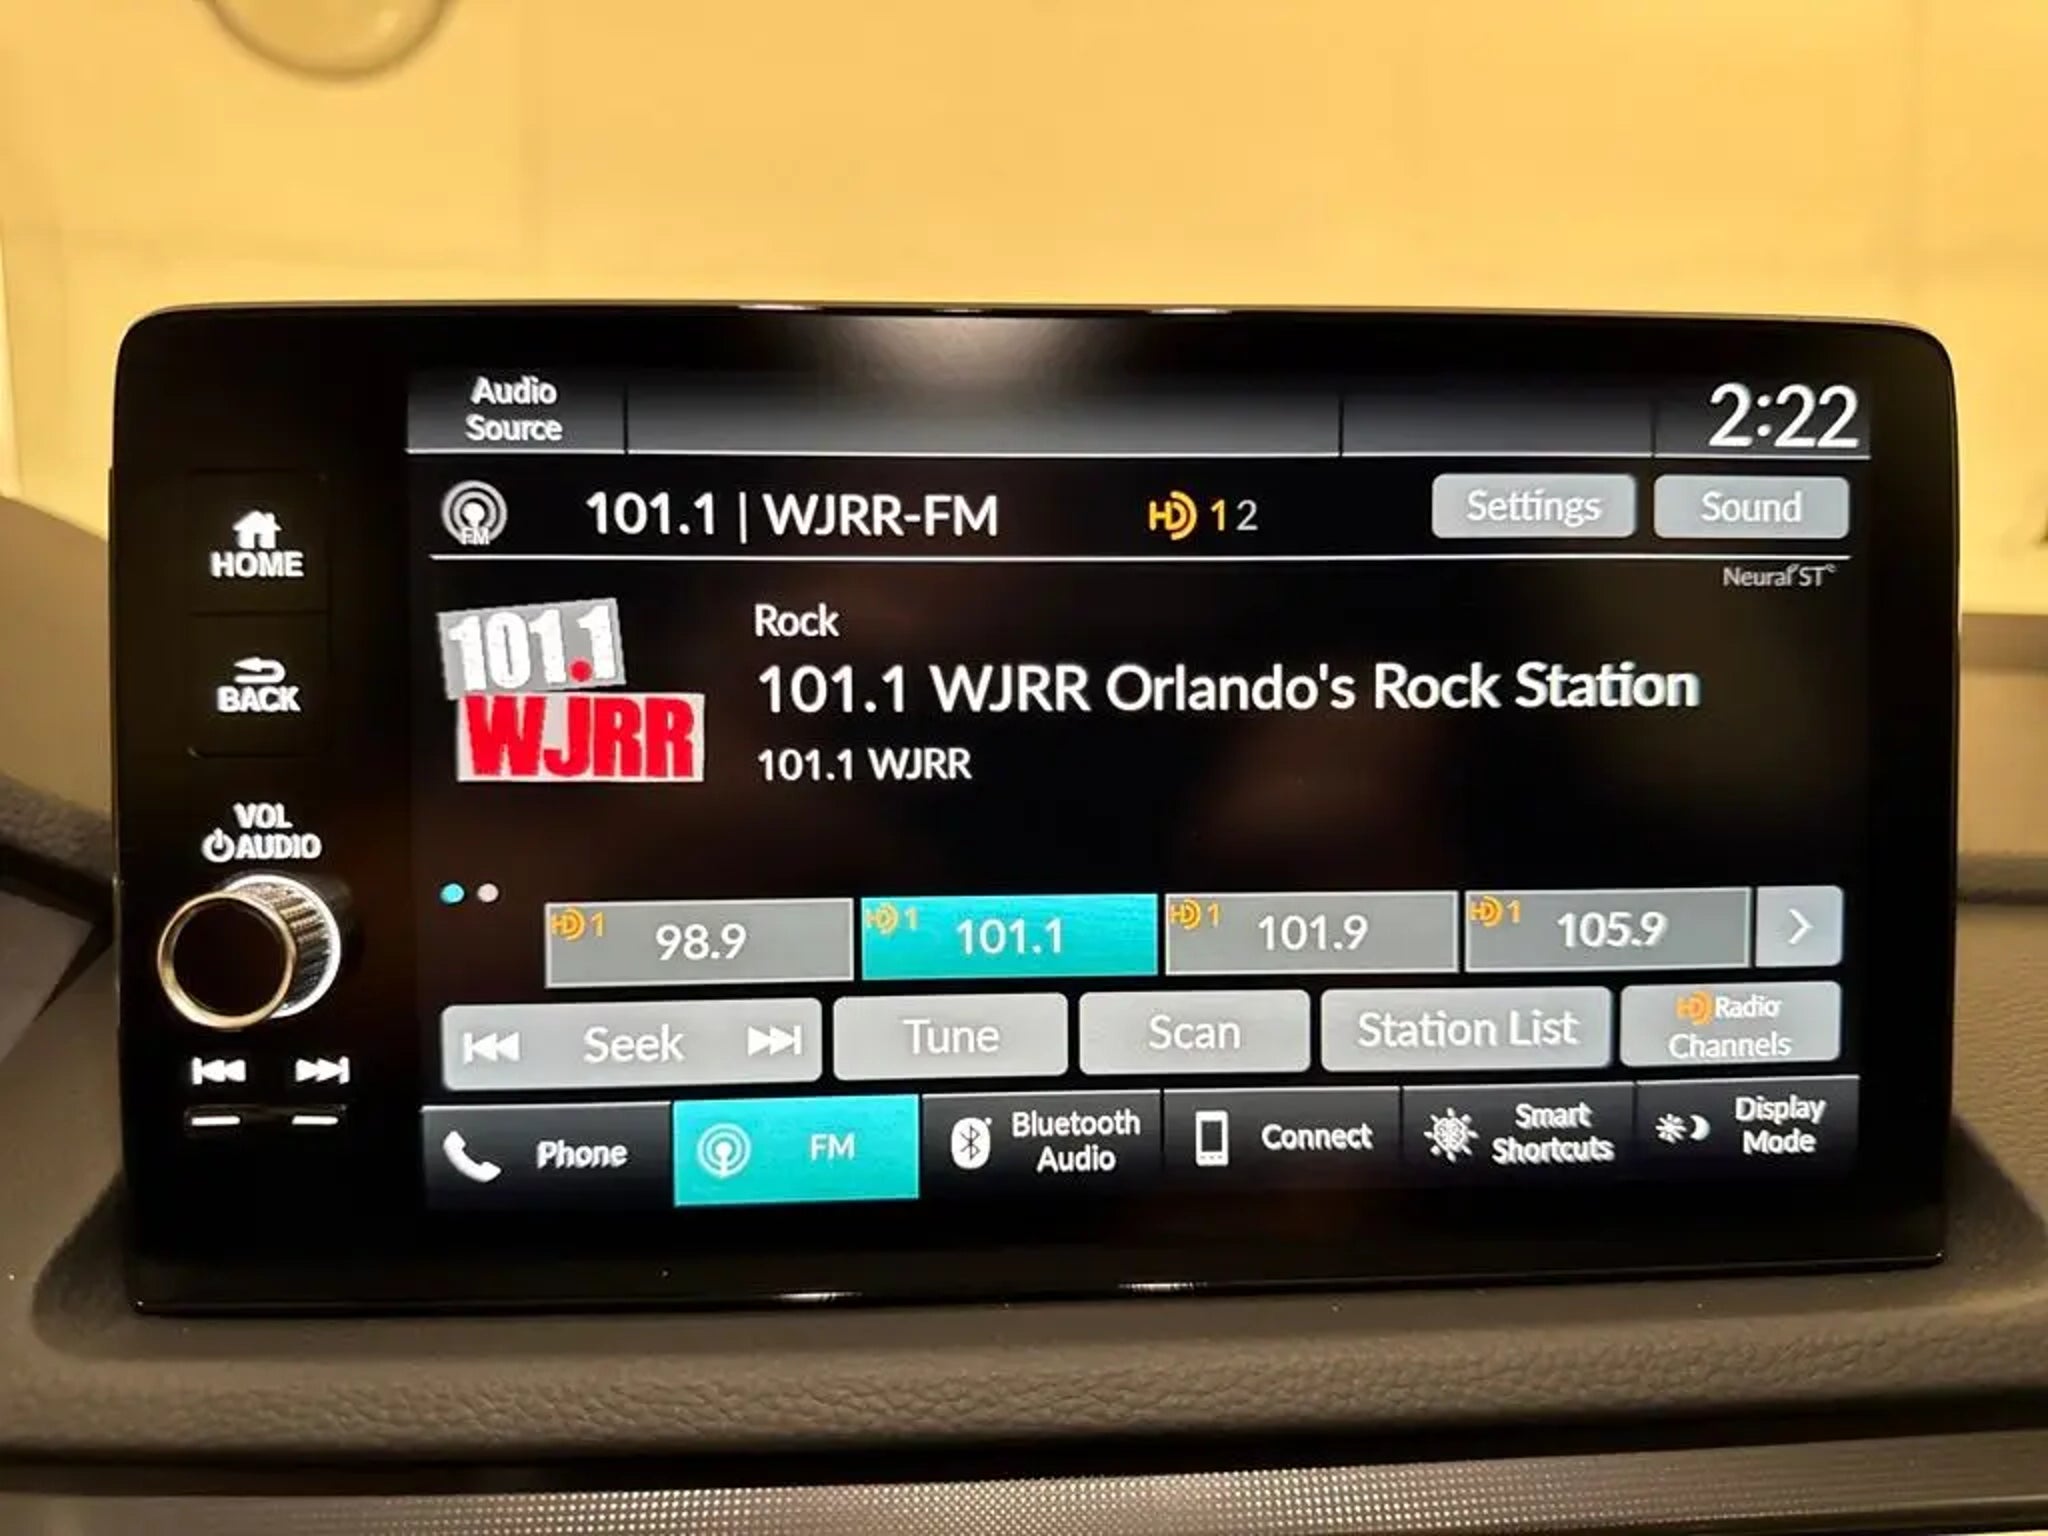 Audio
Source
2:22
FM
101.1 | WJRR-FM
HD 1 2
Settings
Sound
Neural ST
HOME
BACK
VOL
AUDIO
101.1
WJRR
Rock
101.1 WJRR Orlando's Rock Station
101.1 WJRR
HD 1 98.9
HD 1 101.1
HD 1 101.9
HD 1 105.9
Seek
Tune
Scan
Station List
HD Radio
Channels
Phone
FM
Bluetooth
Audio
Connect
Smart
Shortcuts
Display
Mode